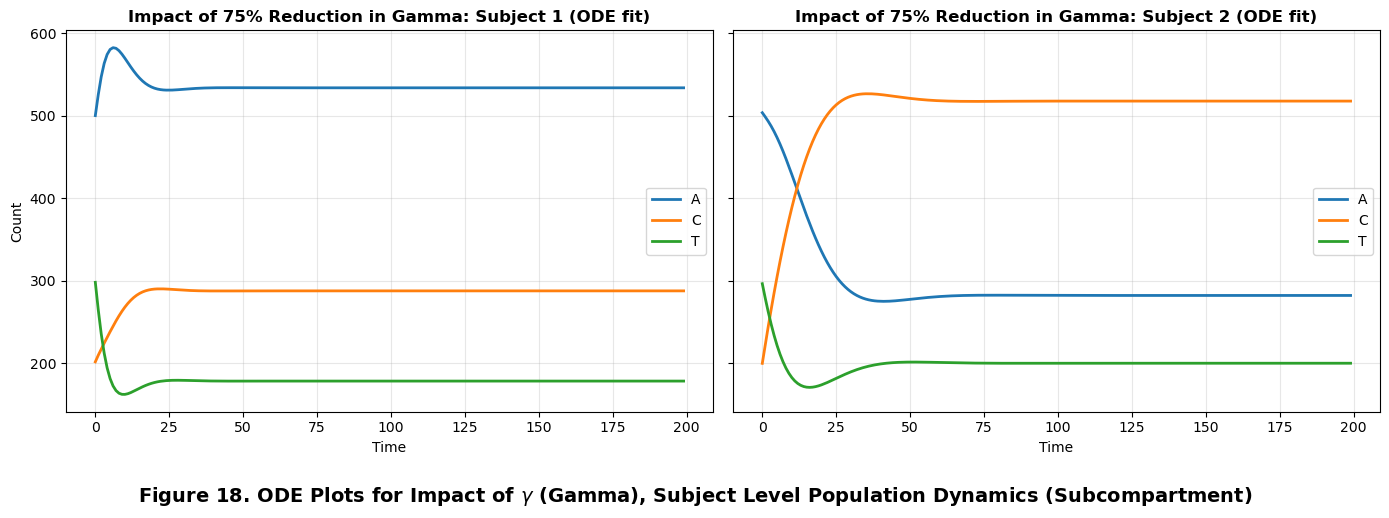 Impact of 75% Reduction in Gamma: Subject 1 (ODE fit)
Impact of 75% Reduction in Gamma: Subject 2 (ODE fit)
600
500
400
300
200
Count
A
C
T
A
C
T
0 25 50 75 100 125 150 175 200
0 25 50 75 100 125 150 175 200
Time
Time
Figure 18. ODE Plots for Impact of γ (Gamma), Subject Level Population Dynamics (Subcompartment)